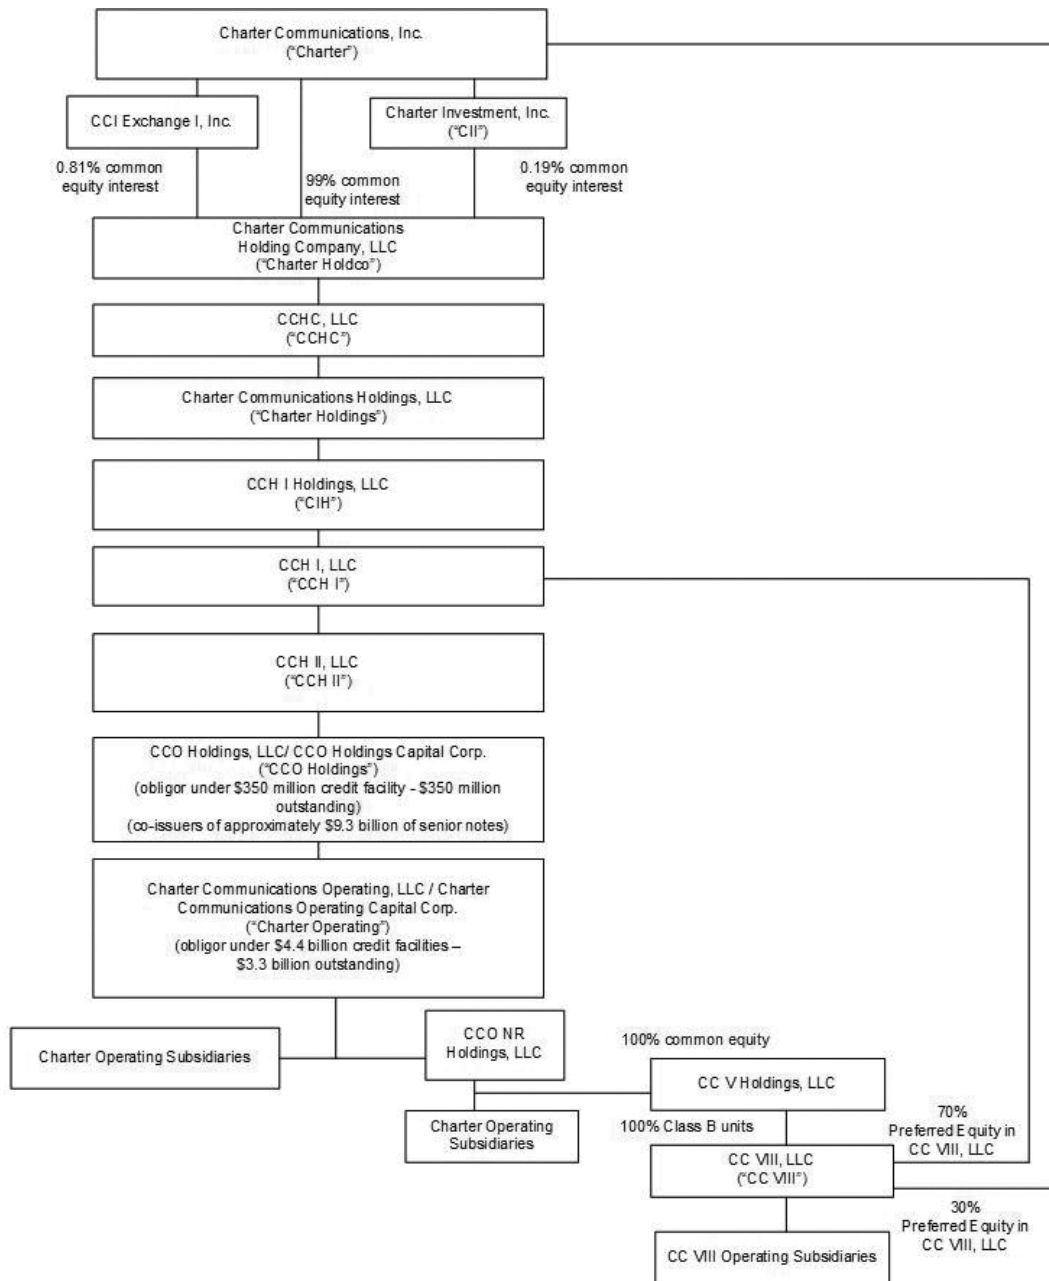 Charter Communications, Inc.
("Charter")
CCI Exchange I, Inc.
Charter Investment, Inc.
("CII")
0.81% common
equity interest
99% common
equity interest
0.19% common
equity interest
Charter Communications
Holding Company, LLC
("Charter Holdco")
CCHC, LLC
("CCHC")
Charter Communications Holdings, LLC
("Charter Holdings")
CCH I Holdings, LLC
("CIH")
CCH I, LLC
("CCH I")
CCH II, LLC
("CCH II")
CCO Holdings, LLC/ CCO Holdings Capital Corp.
("CCO Holdings")
(obligor under $350 million credit facility - $350 million
outstanding)
(co-issuers of approximately $9.3 billion of senior notes)
Charter Communications Operating, LLC / Charter
Communications Operating Capital Corp.
("Charter Operating")
(obligor under $4.4 billion credit facilities –
$3.3 billion outstanding)
Charter Operating Subsidiaries
CCO NR
Holdings, LLC
100% common equity
CC V Holdings, LLC
Charter Operating
Subsidiaries
100% Class B units
70%
Preferred Equity in
CC VIII, LLC
CC VIII, LLC
("CC VIII")
30%
Preferred Equity in
CC VIII, LLC
CC VIII Operating Subsidiaries